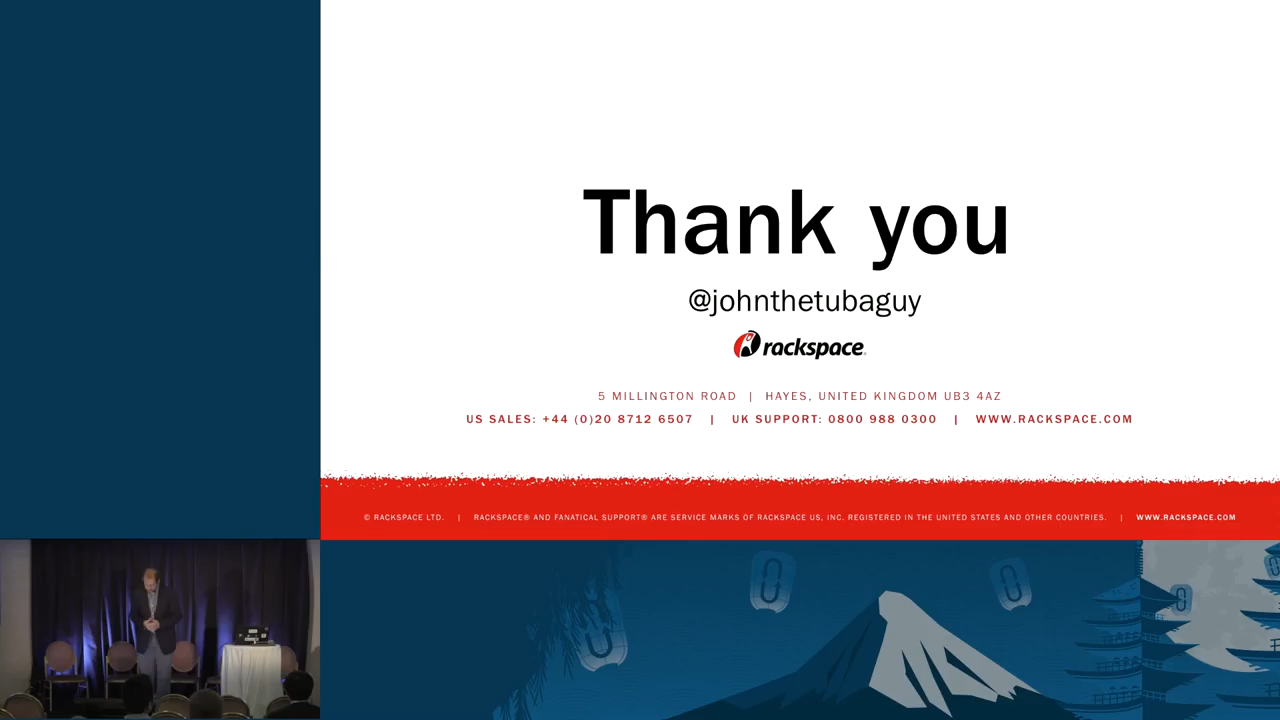 Thank you
@johnthetubaguy
rackspace
5 MILLINGTON ROAD | HAYES, UNITED KINGDOM UB3 4AZ
US SALES: +44 (0)20 8712 6507 | UK SUPPORT: 0800 988 0300 | WWW.RACKSPACE.COM
© RACKSPACE LTD. | RACKSPACE® AND FANATICAL SUPPORT® ARE SERVICE MARKS OF RACKSPACE US, INC. REGISTERED IN THE UNITED STATES AND OTHER COUNTRIES. | WWW.RACKSPACE.COM